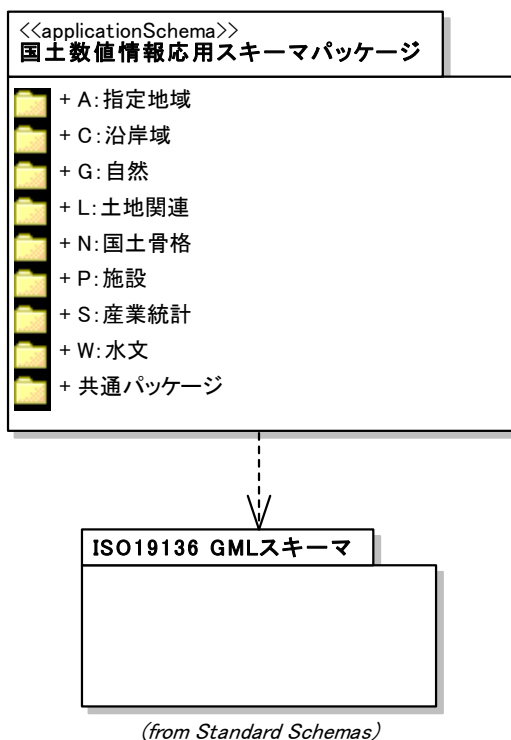 <<applicationSchema>>
国土数値情報応用スキーマパッケージ
+ A:指定地域
+ C:沿岸域
+ G:自然
+ L:土地関連
+ N:国土骨格
+ P:施設
+ S:産業統計
+ W:水文
+ 共通パッケージ
ISO19136 GMLスキーマ
(from Standard Schemas)